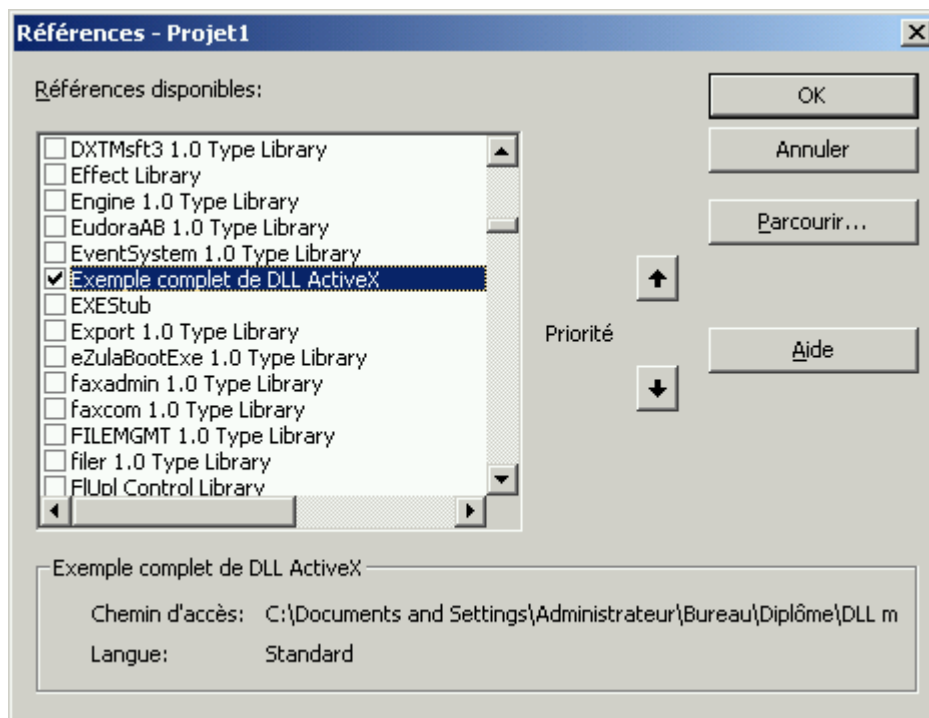 Références - Projet1
Références disponibles:
OK
Annuler
Parcourir...
Aide
DXTMsft3 1.0 Type Library
Effect Library
Engine 1.0 Type Library
EudoraAB 1.0 Type Library
EventSystem 1.0 Type Library
Exemple complet de DLL ActiveX
EXEStub
Export 1.0 Type Library
eZulaBootExe 1.0 Type Library
faxadmin 1.0 Type Library
faxcom 1.0 Type Library
FILEMGMT 1.0 Type Library
filer 1.0 Type Library
FlUpl Control Library
Priorité
Exemple complet de DLL ActiveX
Chemin d'accès: C:\Documents and Settings\Administrateur\Bureau\Diplôme\DLL m
Langue: Standard